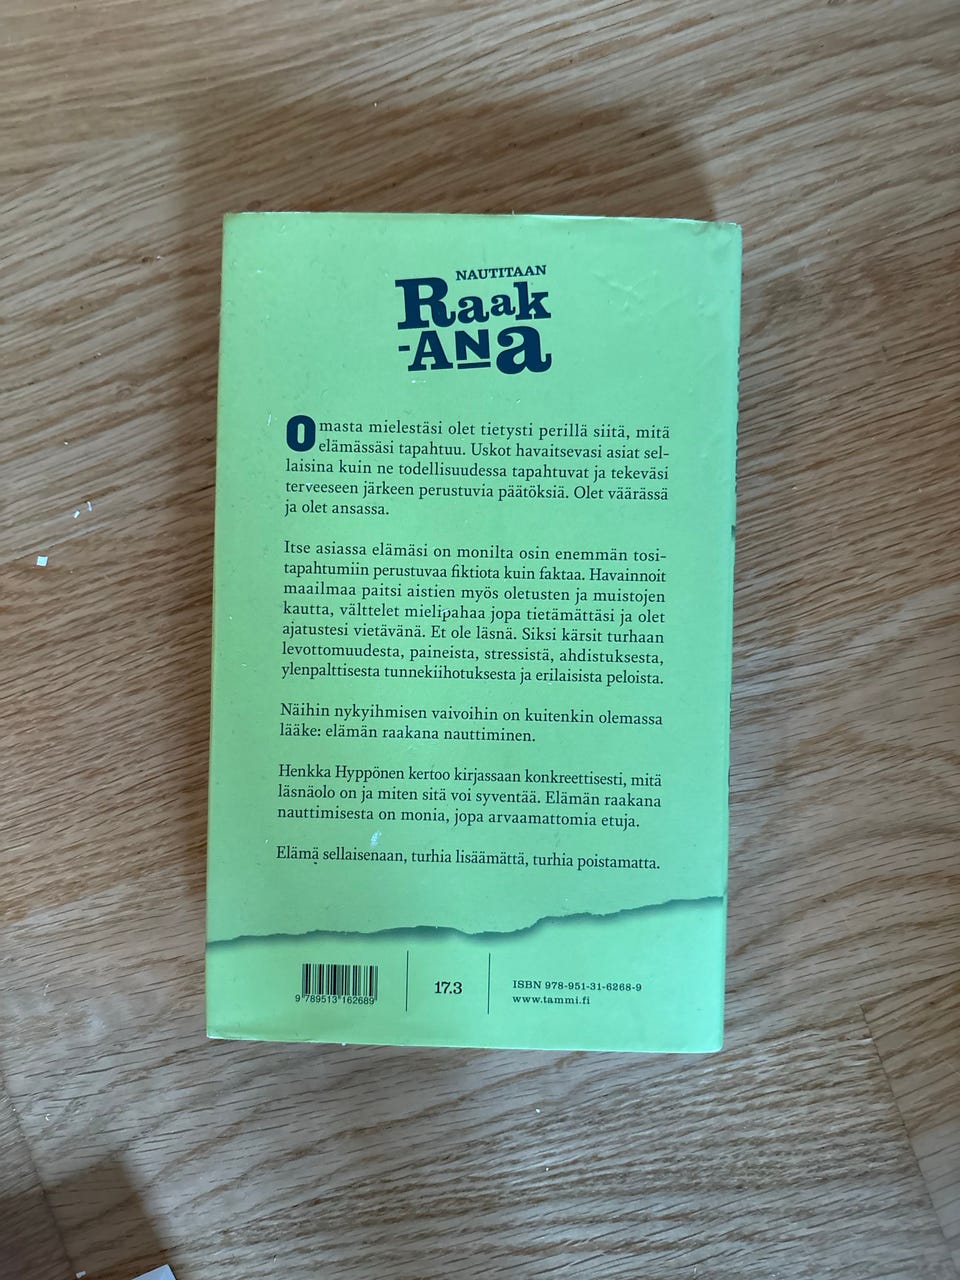 NAUTITAAN
Raak
-ANa
Omasta mielestäsi olet tietysti perillä siitä, mitä
elämässäsi tapahtuu. Uskot havaitsevasi asiat sel-
laisina kuin ne todellisuudessa tapahtuvat ja tekeväsi
terveeseen järkeen perustuvia päätöksiä. Olet väärässä
ja olet ansassa.
Itse asiassa elämäsi on monilta osin enemmän tosi-
tapahtumiin perustuvaa fiktiota kuin faktaa. Havainnoit
maailmaa paitsi aistien myös oletusten ja muistojen
kautta, välttelet mielipahaa jopa tietämättäsi ja olet
ajatustesi vietävänä. Et ole läsnä. Siksi kärsit turhaan
levottomuudesta, paineista, stressistä, ahdistuksesta,
ylenpalttisesta tunnekiihotuksesta ja erilaisista peloista.
Näihin nykyihmisen vaivoihin on kuitenkin olemassa
lääke: elämän raakana nauttiminen.
Henkka Hyppönen kertoo kirjassaan konkreettisesti, mitä
läsnäolo on ja miten sitä voi syventää. Elämän raakana
nauttimisesta on monia, jopa arvaamattomia etuja.
Elämä sellaisenaan, turhia lisäämättä, turhia poistamatta.
9 789513 162689
17.3
ISBN 978-951-31-6268-9
www.tammi.fi